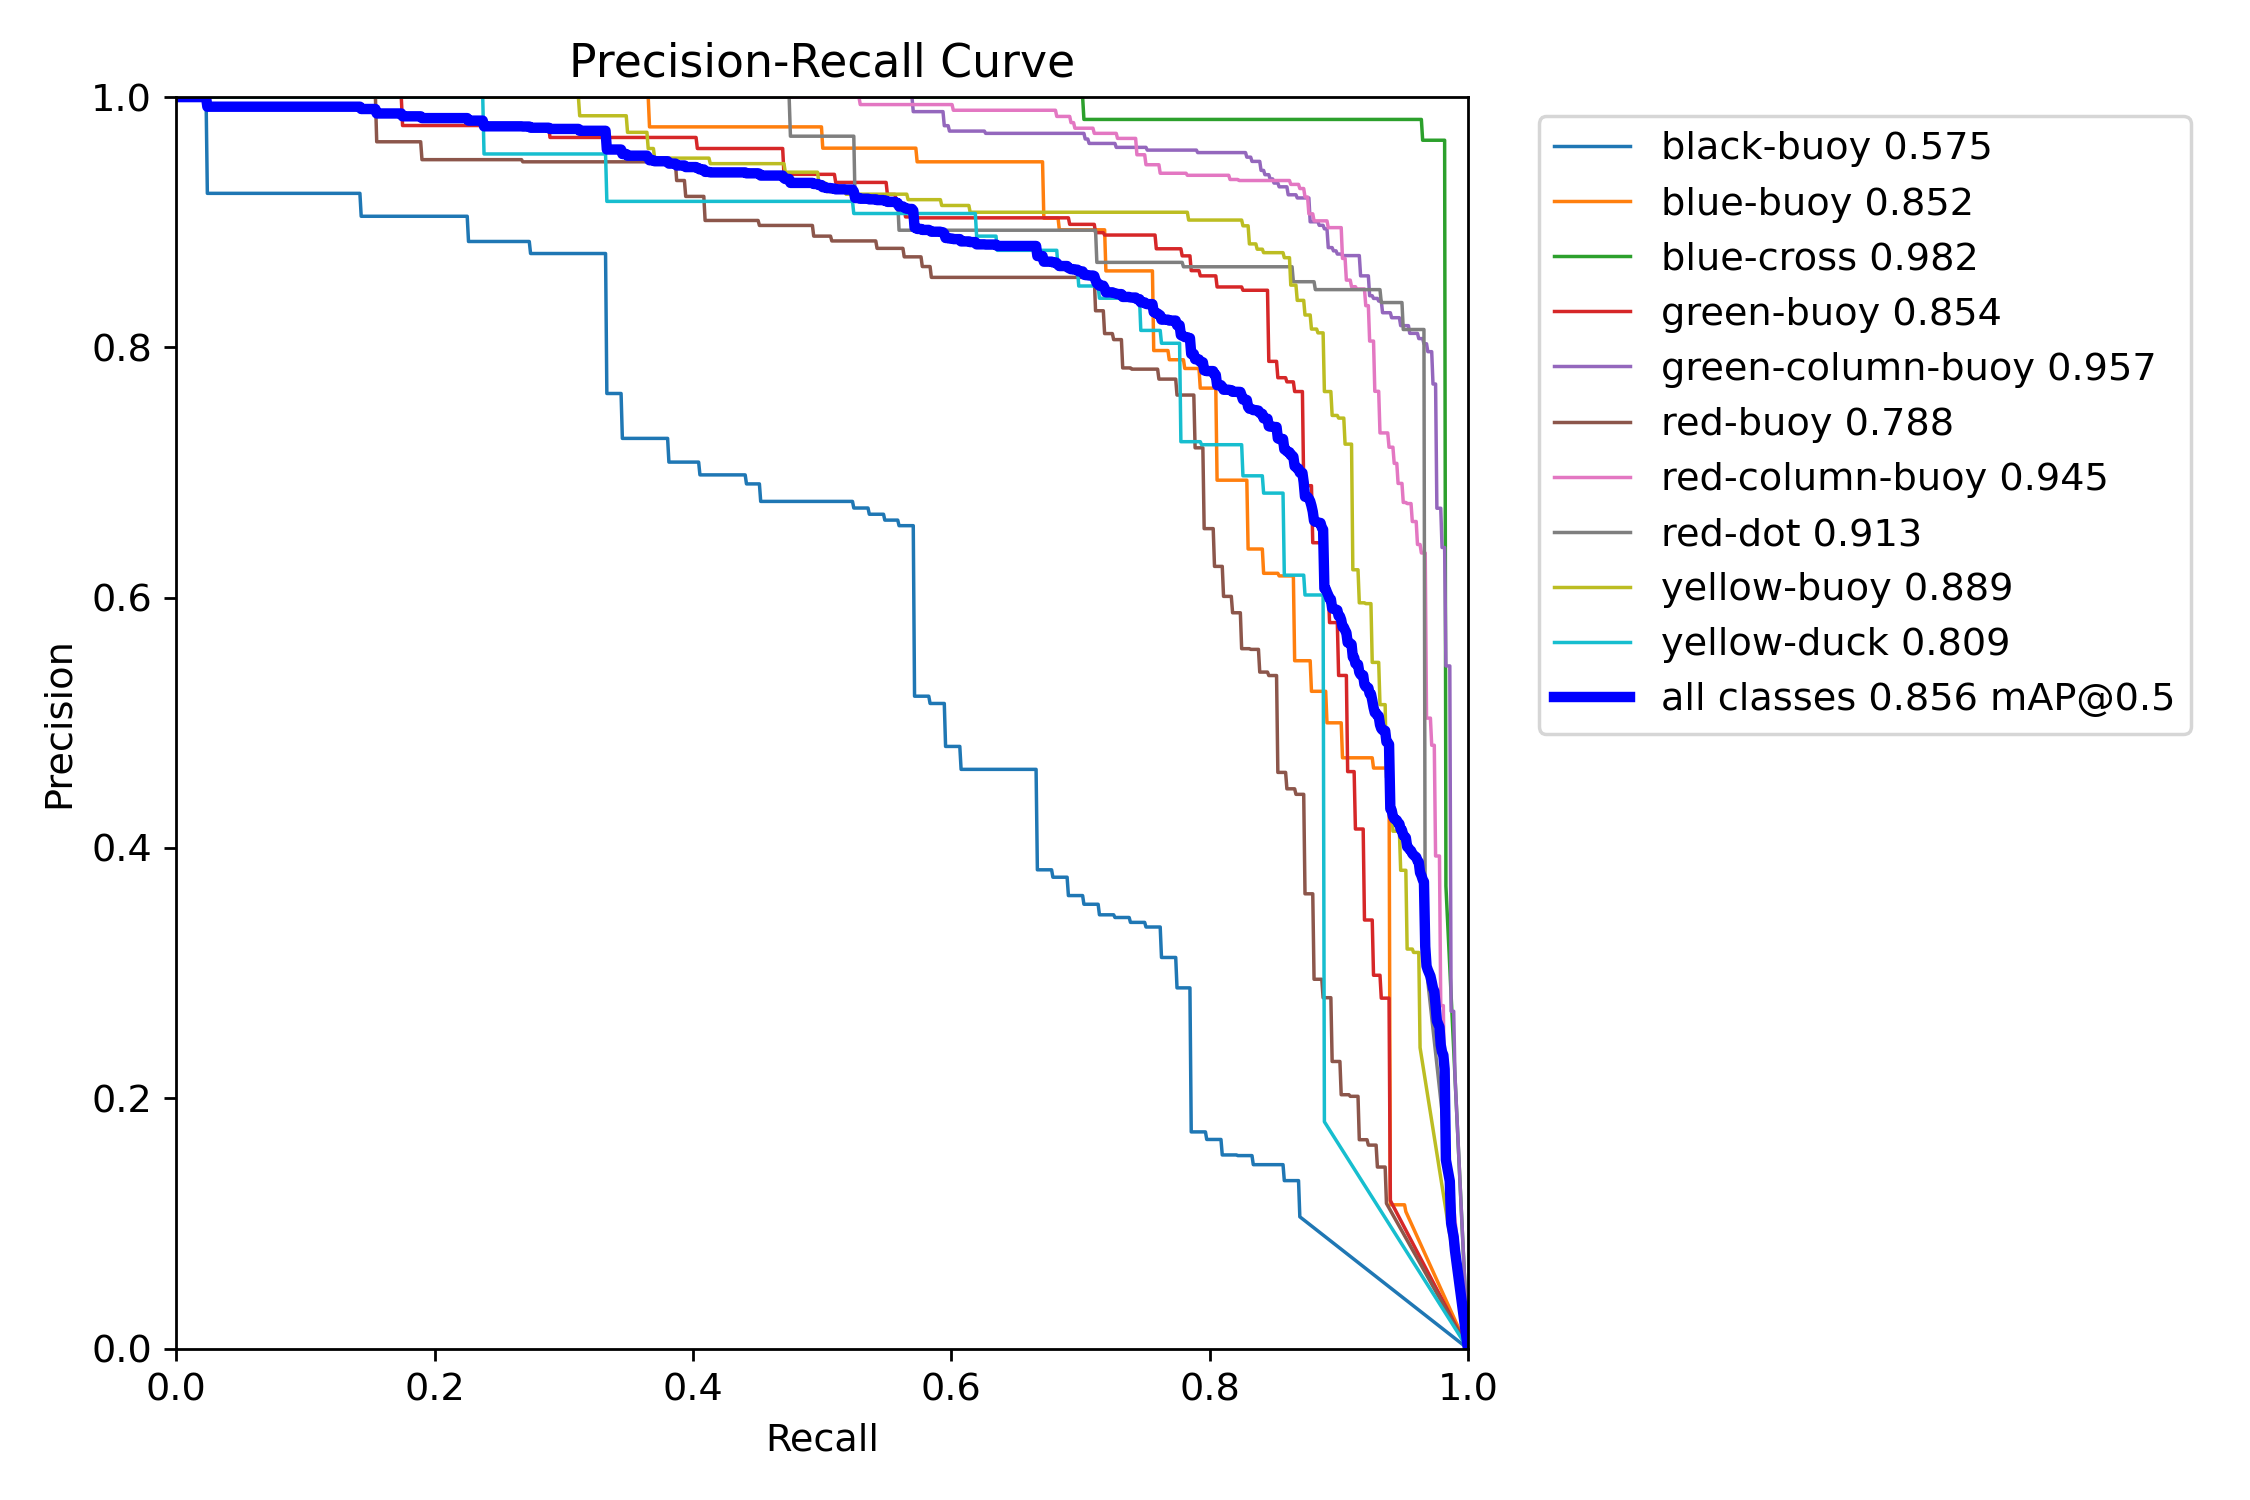 Precision-Recall Curve
1.0
0.8
0.6
0.4
0.2
0.0
Precision
0.0 0.2 0.4 0.6 0.8 1.0
Recall
black-buoy 0.575
blue-buoy 0.852
blue-cross 0.982
green-buoy 0.854
green-column-buoy 0.957
red-buoy 0.788
red-column-buoy 0.945
red-dot 0.913
yellow-buoy 0.889
yellow-duck 0.809
all classes 0.856 mAP@0.5